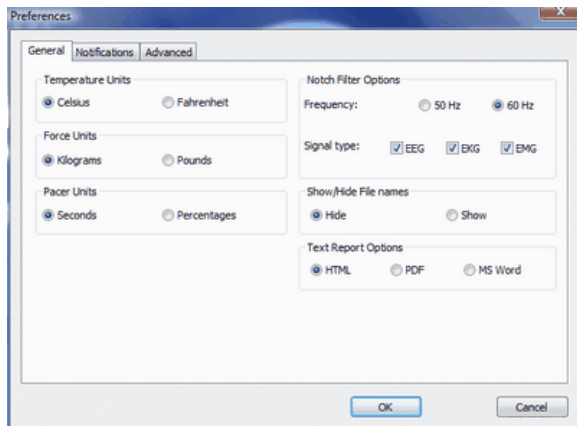 Preferences
X
General Notifications Advanced
Temperature Units
Celsius Fahrenheit
Force Units
Kilograms Pounds
Pacer Units
Seconds Percentages
Notch Filter Options
Frequency: 50 Hz 60 Hz
Signal type: EEG EKG EMG
Show/Hide File names
Hide Show
Text Report Options
HTML PDF MS Word
OK Cancel